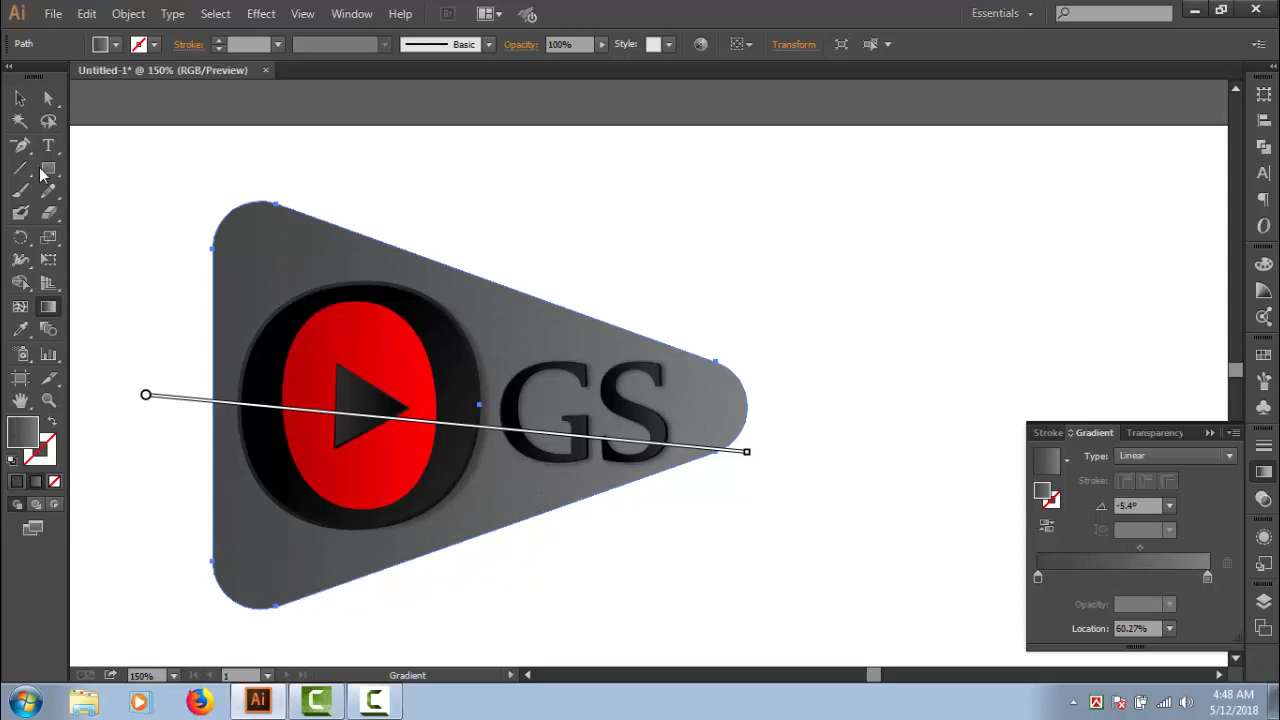 Ai File Edit Object Type Select Effect View Window Help Br Essentials
Path Stroke: Basic Opacity: 100% Style: Transform
Untitled-1* @ 150% (RGB/Preview) ×
GS
Stroke Gradient Transparency
Type: Linear
Stroke:
-5.4°
Opacity:
Location: 60.27%
150% 1 Gradient
Ai
4:48 AM
5/12/2018